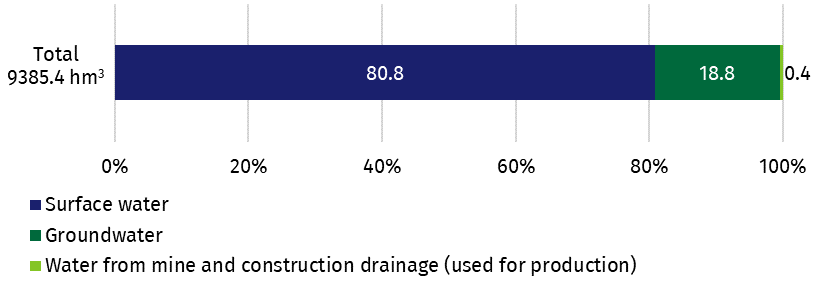 Total
9385.4 hm³
80.8
18.8
0.4
0%
20%
40%
60%
80%
100%
Surface water
Groundwater
Water from mine and construction drainage (used for production)